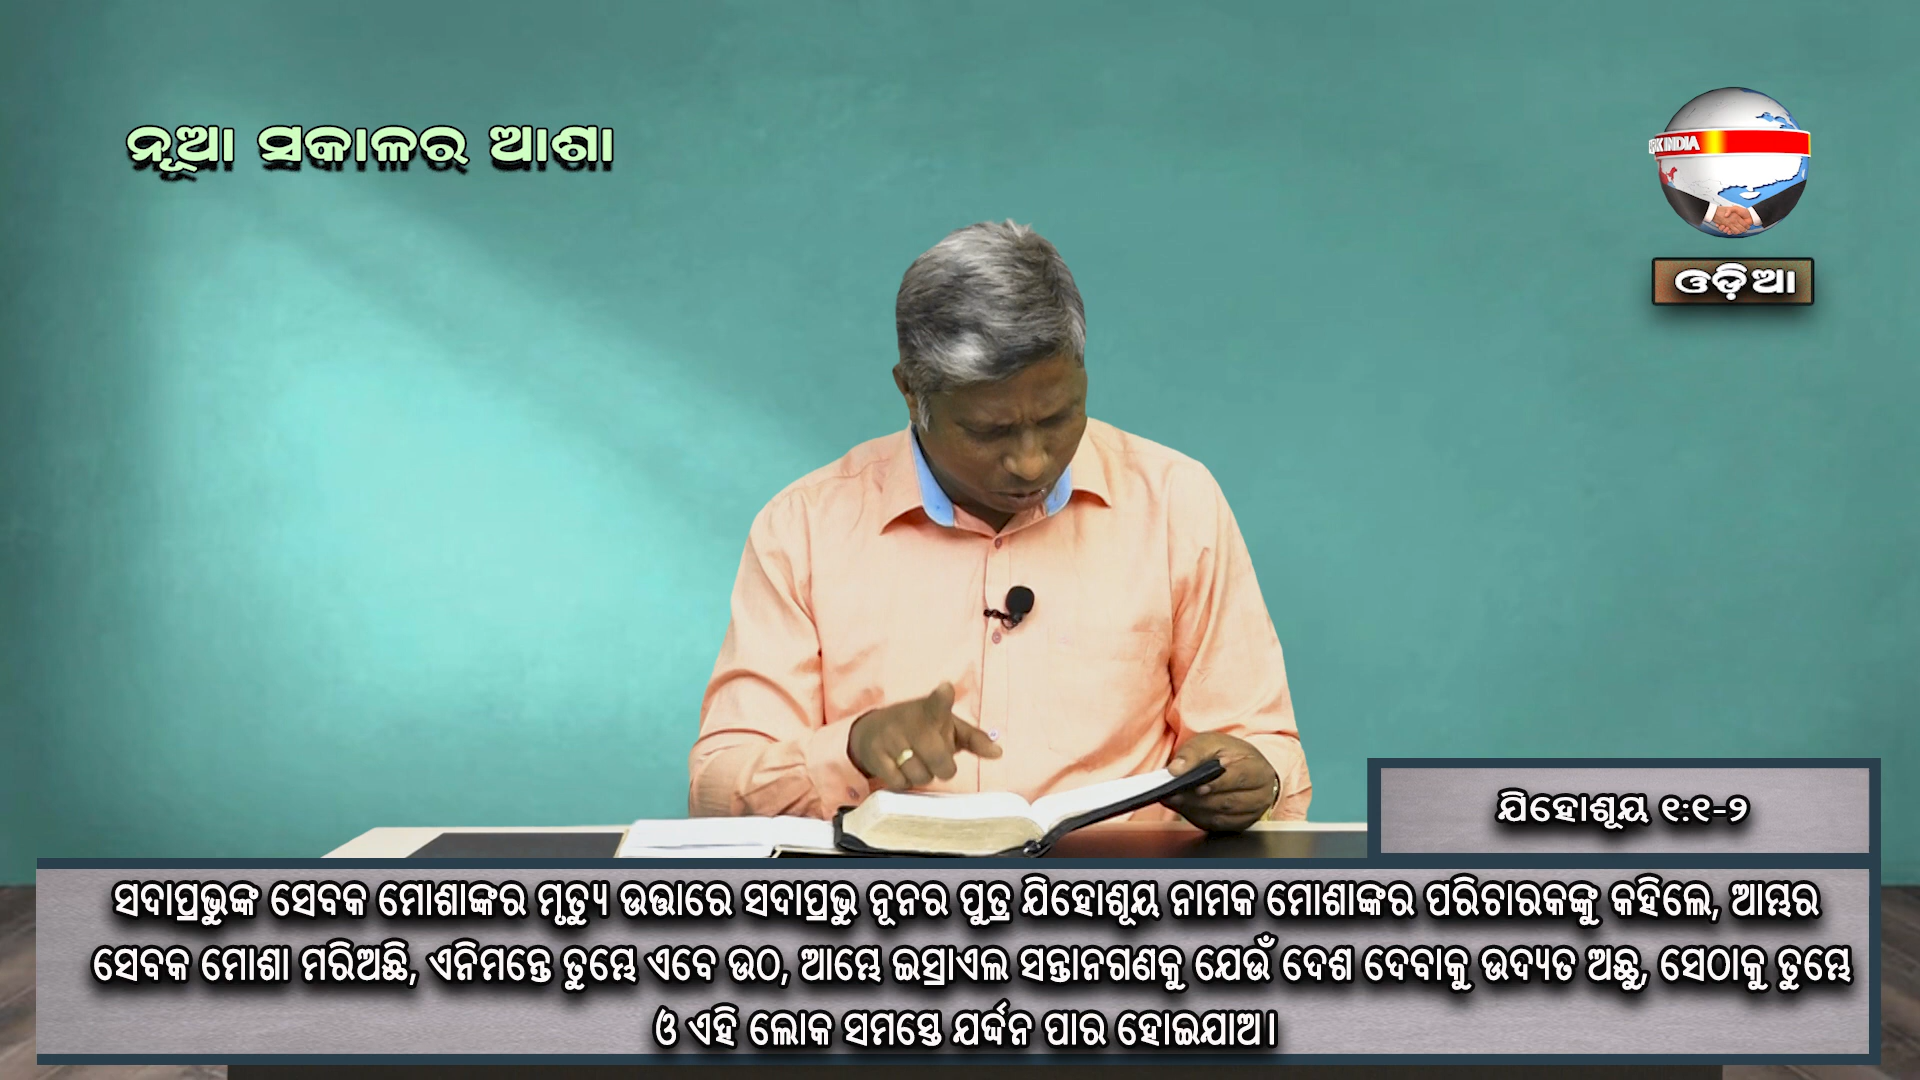 ନୂଆ ସକାଳର ଆଶା
INDIA
ଓଡ଼ିଆ
ଯିହୋଶୂୟ ୧:୧-୨
ସଦାପ୍ରଭୁଙ୍କ ସେବକ ମୋଶାଙ୍କର ମୃତ୍ୟୁ ଉତ୍ତାରେ ସଦାପ୍ରଭୁ ନୂନର ପୁତ୍ର ଯିହୋଶୂୟ ନାମକ ମୋଶାଙ୍କର ପରିଚାରକଙ୍କୁ କହିଲେ, ଆମ୍ଭର
ସେବକ ମୋଶା ମରିଅଛି, ଏନିମନ୍ତେ ତୁମ୍ଭେ ଏବେ ଉଠ, ଆମ୍ଭେ ଇସ୍ରାଏଲ ସନ୍ତାନଗଣକୁ ଯେଉଁ ଦେଶ ଦେବାକୁ ଉଦ୍ୟତ ଅଛୁ, ସେଠାକୁ ତୁମ୍ଭେ
ଓ ଏହି ଲୋକ ସମସ୍ତେ ଯର୍ଦ୍ଦନ ପାର ହୋଇଯାଅ।